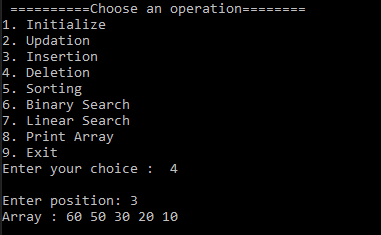 ==========Choose an operation========
1. Initialize
2. Updation
3. Insertion
4. Deletion
5. Sorting
6. Binary Search
7. Linear Search
8. Print Array
9. Exit
Enter your choice :  4
Enter position: 3
Array : 60 50 30 20 10